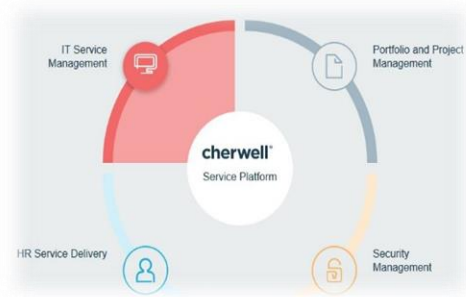 IT Service
Management
Portfolio and Project
Management
cherwell
Service Platform
HR Service Delivery
Security
Management